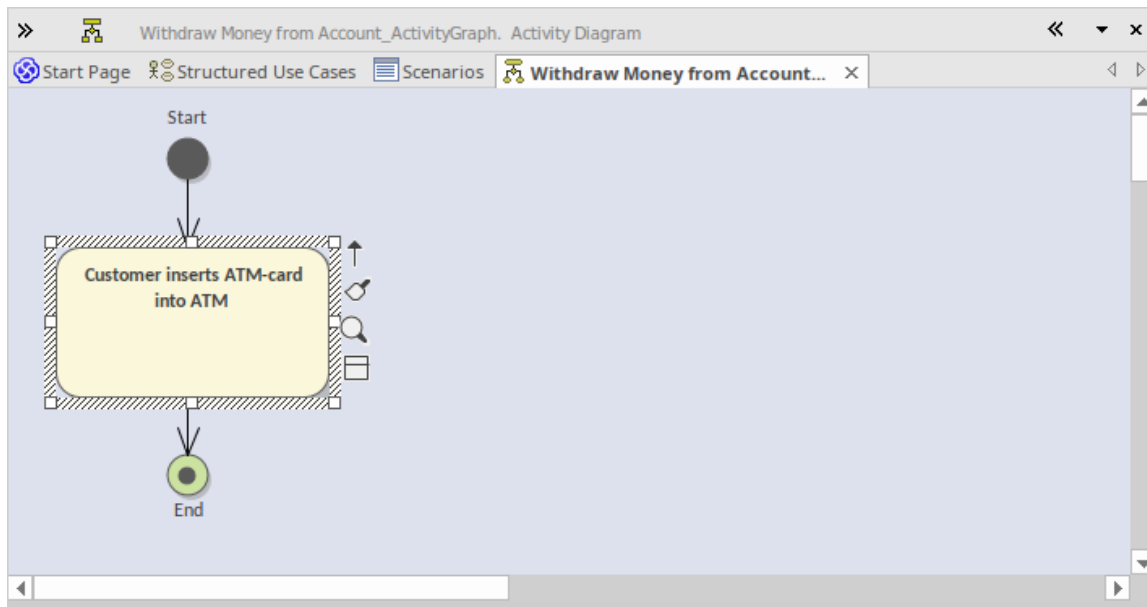 Withdraw Money from Account_ActivityGraph. Activity Diagram
Start Page Structured Use Cases Scenarios Withdraw Money from Account...
Start
Customer inserts ATM-card
into ATM
End